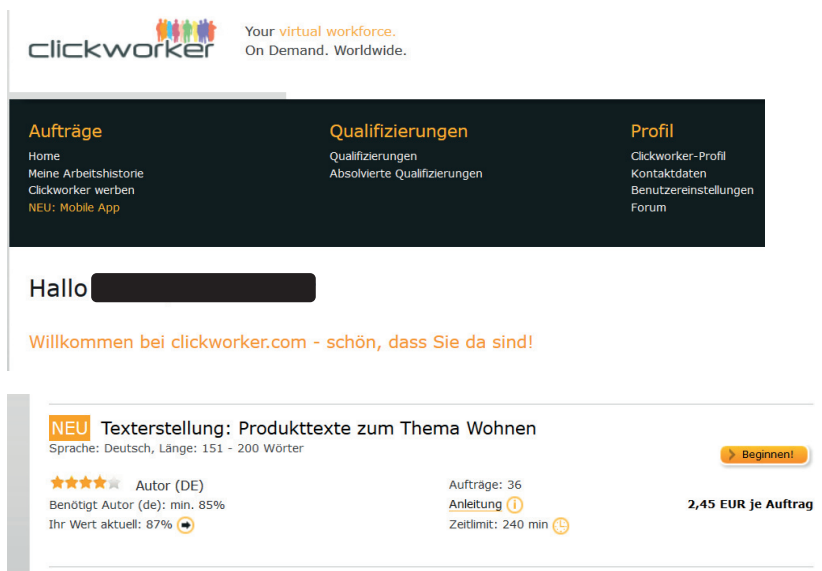 clickworker
Your virtual workforce.
On Demand. Worldwide.
Aufträge
Home
Meine Arbeitshistorie
Clickworker werben
NEU: Mobile App
Qualifizierungen
Qualifizierungen
Absolvierte Qualifizierungen
Profil
Clickworker-Profil
Kontaktdaten
Benutzereinstellungen
Forum
Hallo
Willkommen bei clickworker.com - schön, dass Sie da sind!
NEU Texterstellung: Produkttexte zum Thema Wohnen
Sprache: Deutsch, Länge: 151 - 200 Wörter
Beginnen!
Autor (DE)
Benötigt Autor (de): min. 85%
Ihr Wert aktuell: 87%
Aufträge: 36
Anleitung
Zeitlimit: 240 min
2,45 EUR je Auftrag